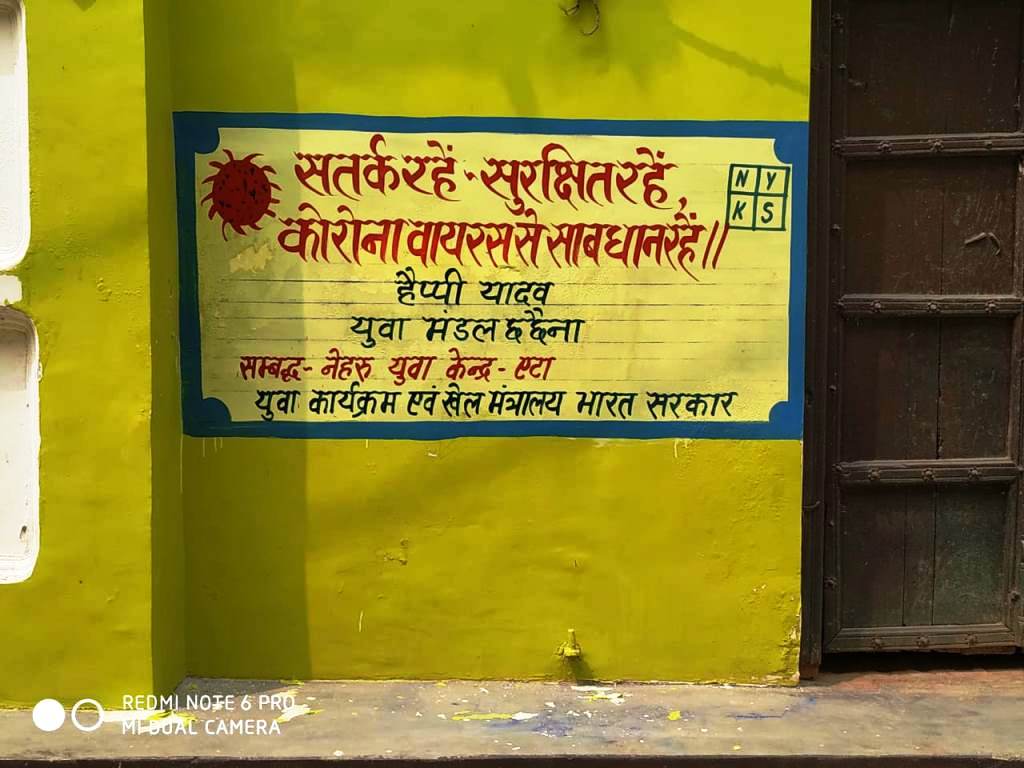 सतर्क रहें - सुरक्षित रहें,
कोरोना वायरस से सावधान रहें।।
N Y
K S
हैप्पी यादव
युवा मंडल छछैना
सम्बद्ध - नेहरु युवा केन्द्र - एटा
युवा कार्यक्रम एवं खेल मंत्रालय भारत सरकार
REDMI NOTE 6 PRO
MI DUAL CAMERA